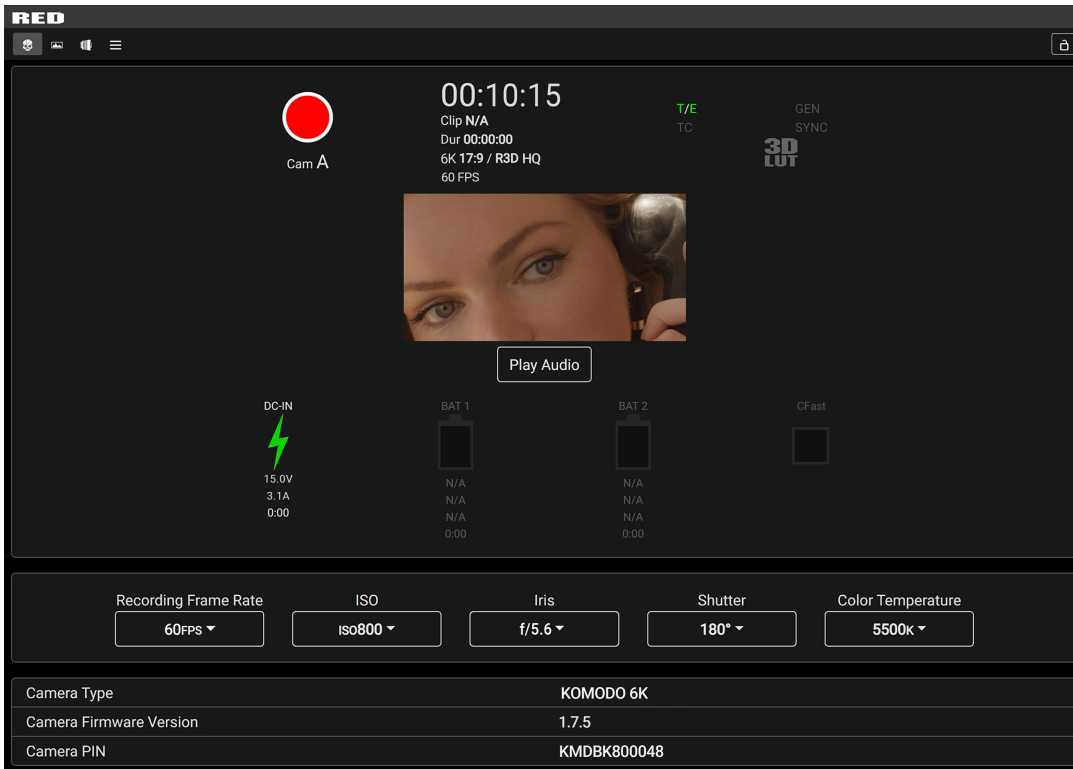 RED
00:10:15
Clip N/A
Dur 00:00:00
6K 17:9 / R3D HQ
60 FPS
Cam A
T/E
TC
GEN
SYNC
3D
LUT
Play Audio
DC-IN
15.0V
3.1A
0:00
BAT 1
N/A
N/A
N/A
0:00
BAT 2
N/A
N/A
N/A
0:00
CFast
Recording Frame Rate
60FPS
ISO
ISO800
Iris
f/5.6
Shutter
180°
Color Temperature
5500K
Camera Type KOMODO 6K
Camera Firmware Version 1.7.5
Camera PIN KMDBK800048